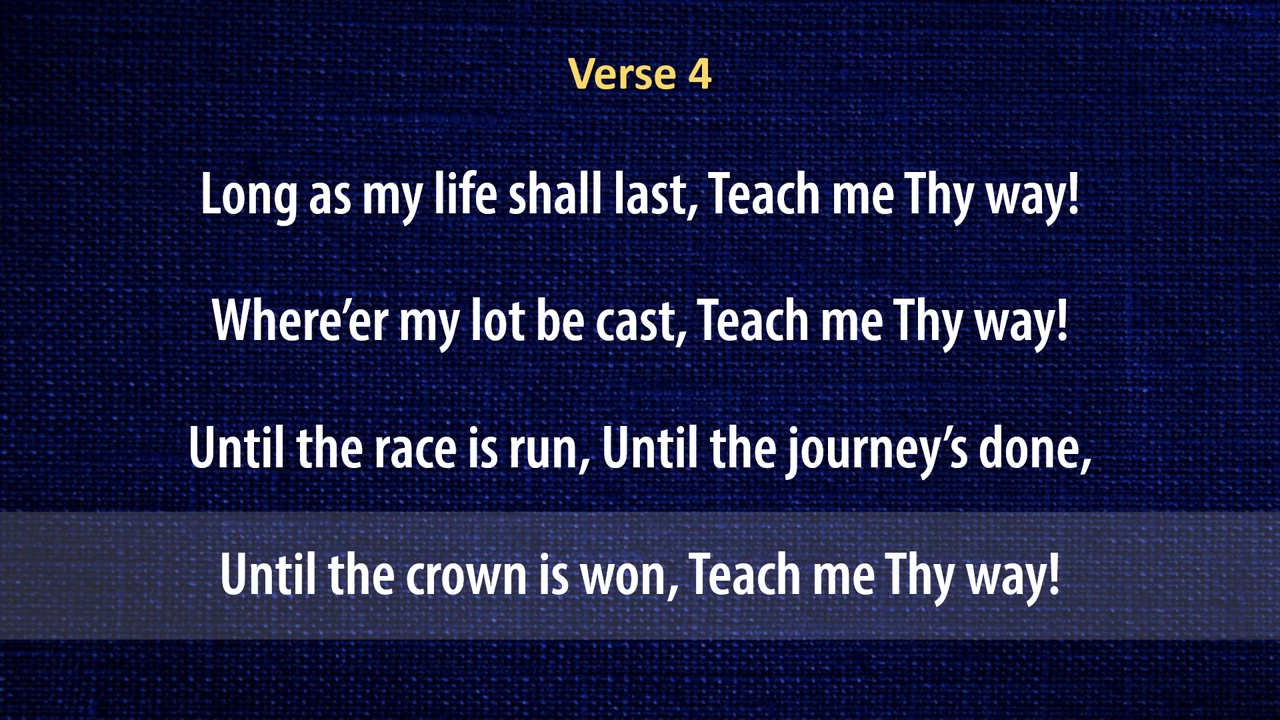 Verse 4
Long as my life shall last, Teach me Thy way!
Where’er my lot be cast, Teach me Thy way!
Until the race is run, Until the journey’s done,
Until the crown is won, Teach me Thy way!